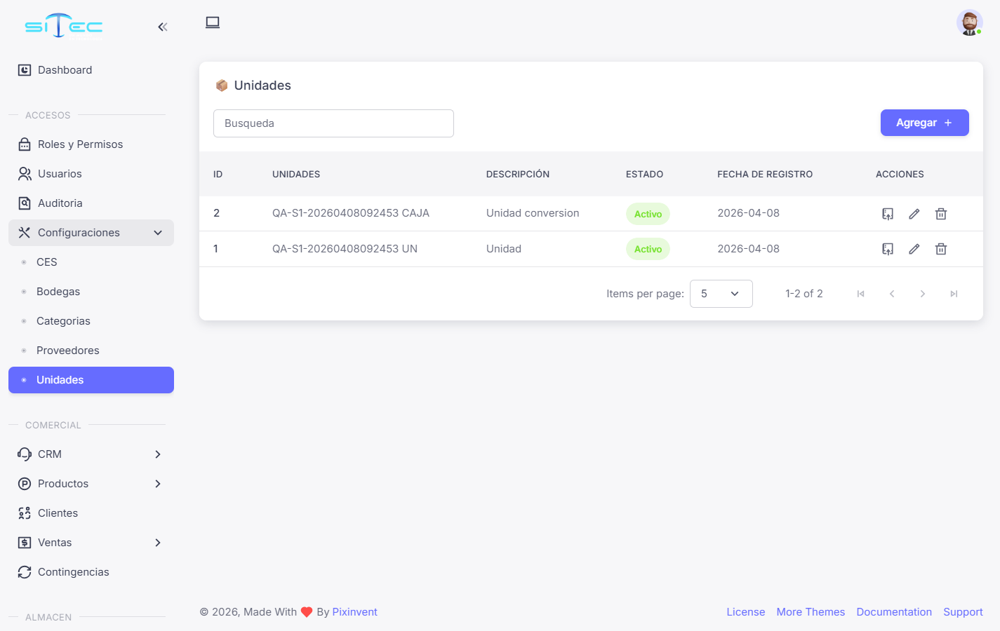 SITEC
Dashboard
ACCESOS
Roles y Permisos
Usuarios
Auditoria
Configuraciones
CES
Bodegas
Categorias
Proveedores
Unidades
COMERCIAL
CRM
Productos
Clientes
Ventas
Contingencias
ALMACEN
Unidades
Busqueda
Agregar +
ID UNIDADES DESCRIPCIÓN ESTADO FECHA DE REGISTRO ACCIONES
2 QA-S1-20260408092453 CAJA Unidad conversion Activo 2026-04-08
1 QA-S1-20260408092453 UN Unidad Activo 2026-04-08
Items per page: 5 1-2 of 2
© 2026, Made With ❤️ By Pixinvent License More Themes Documentation Support